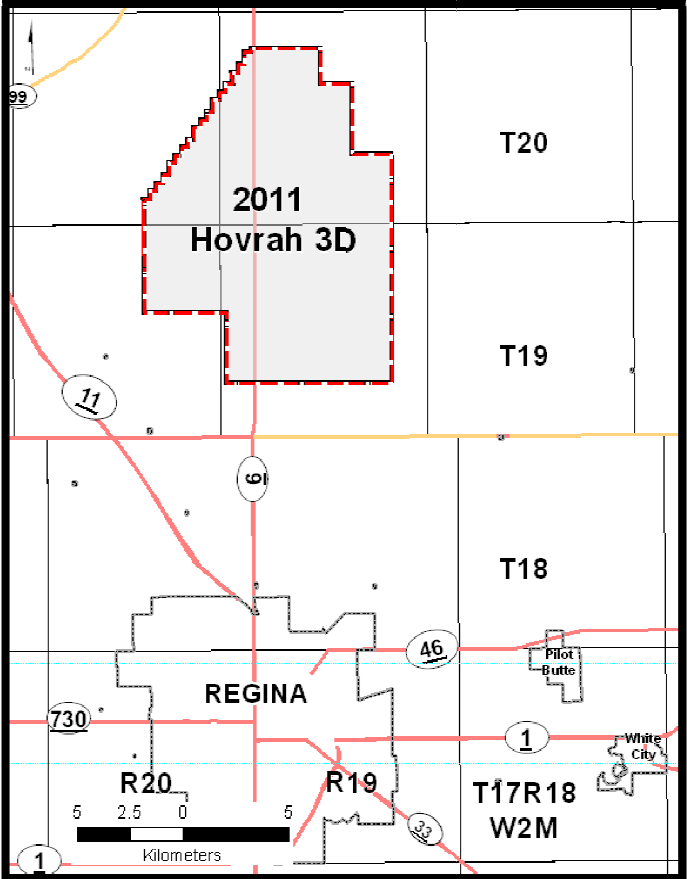 99
T20
2011
Hovrah 3D
T19
11
6
T18
46
Pilot
Butte
REGINA
730
1
White
City
R20
R19
T17R18
W2M
5 2.5 0 5
Kilometers
33
1